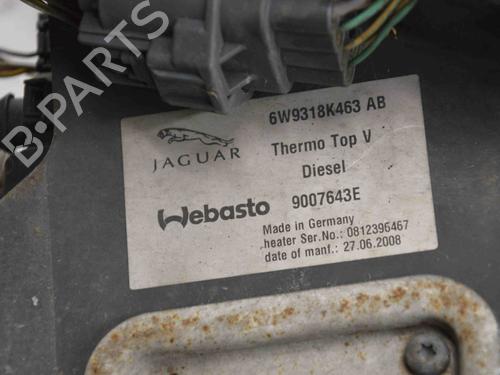 B-PARTS
6W9318K463 AB
JAGUAR
Thermo Top V
Diesel
Webasto
9007643E
Made in Germany
heater Ser.No.: 0812395467
date of manf.: 27.06.2008